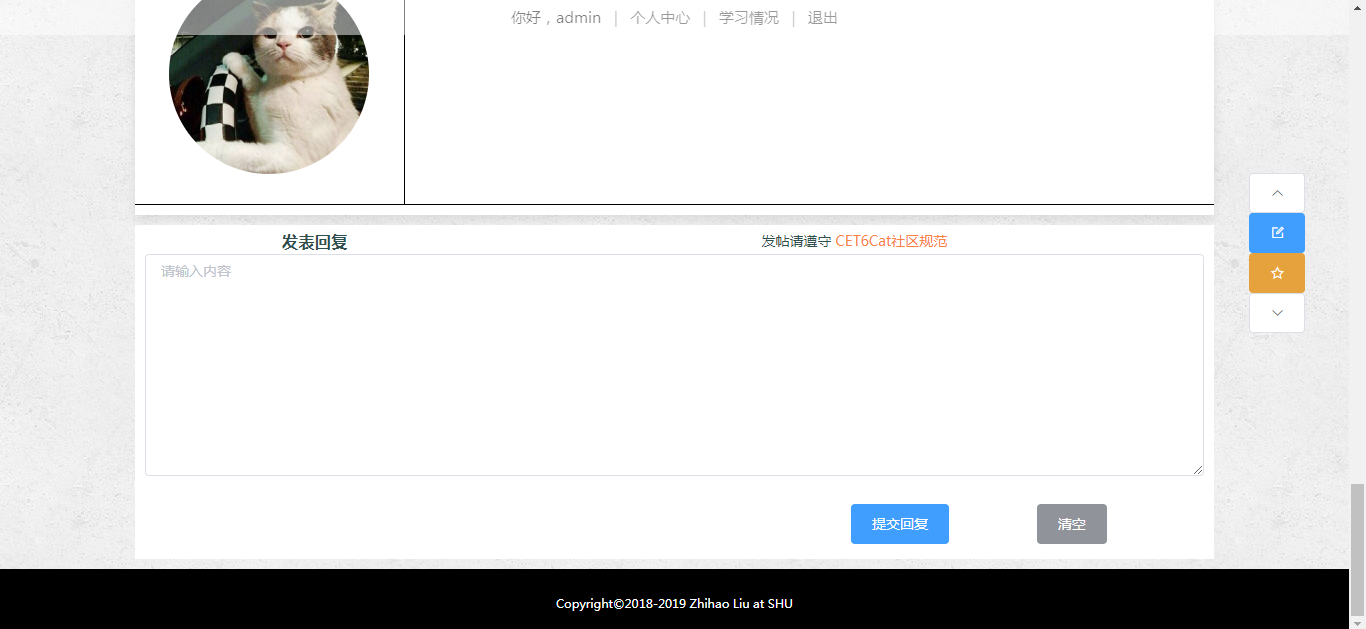 你好，admin | 个人中心 | 学习情况 | 退出
发表回复
发帖请遵守 CET6Cat社区规范
请输入内容
提交回复
清空
Copyright©2018-2019 Zhihao Liu at SHU